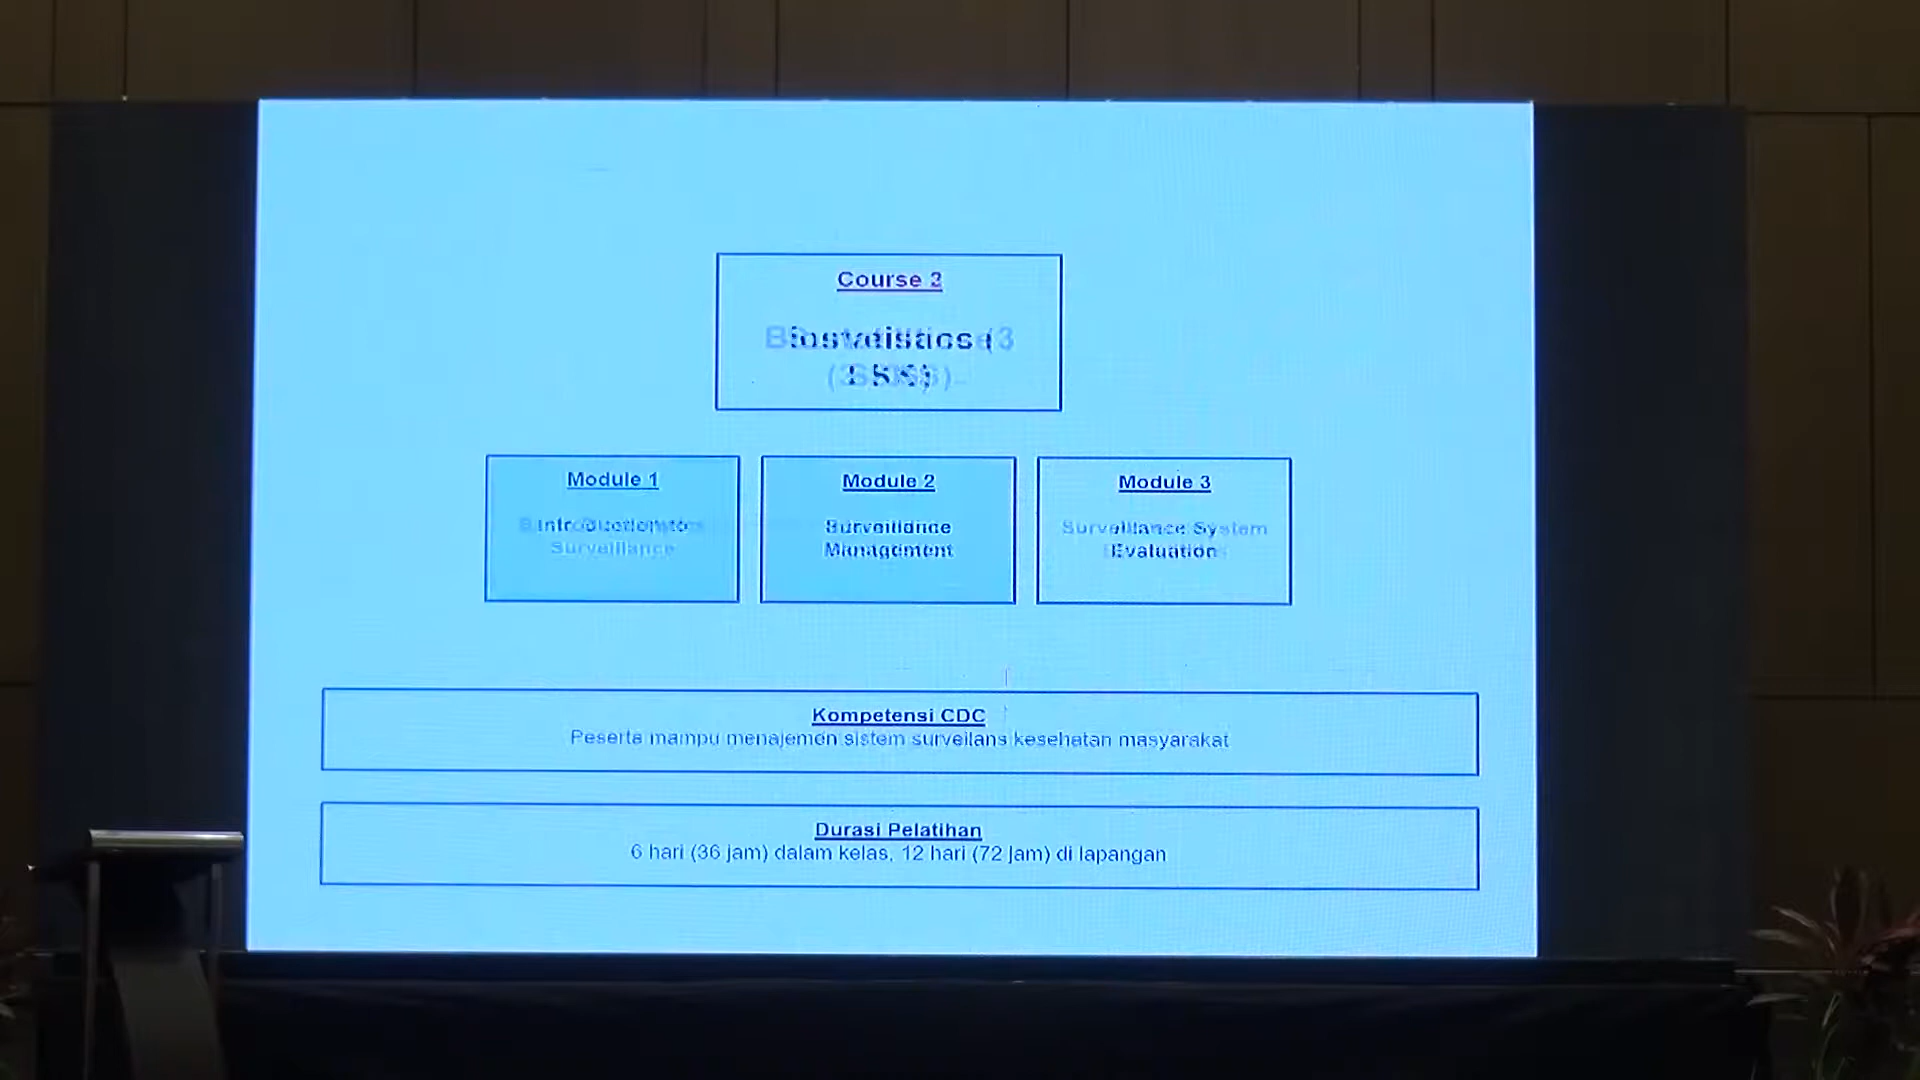 Course
Module 1
Surveillance
Module 2
Surveillance
Management
Module 3
Surveillance System
Evaluation
Kompetensi CDC
Peserta mampu menajemen sistem surveilans kesehatan masyarakat
Durasi Pelatihan
6 hari (36 jam) dalam kelas, 12 hari (72 jam) di lapangan